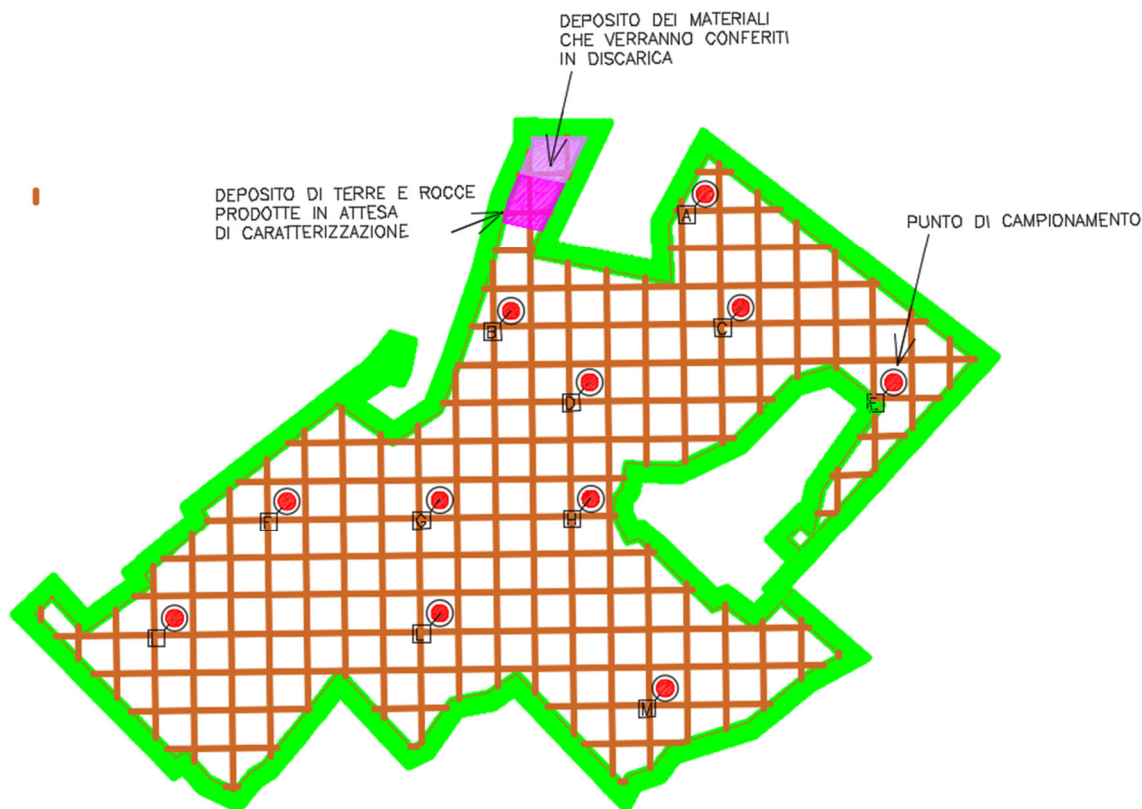 DEPOSITO DEI MATERIALI
CHE VERRANNO CONFERITI
IN DISCARICA
DEPOSITO DI TERRE E ROCCE
PRODOTTE IN ATTESA
DI CARATTERIZZAZIONE
PUNTO DI CAMPIONAMENTO
A
B
C
D
E
F
G
H
I
L
M